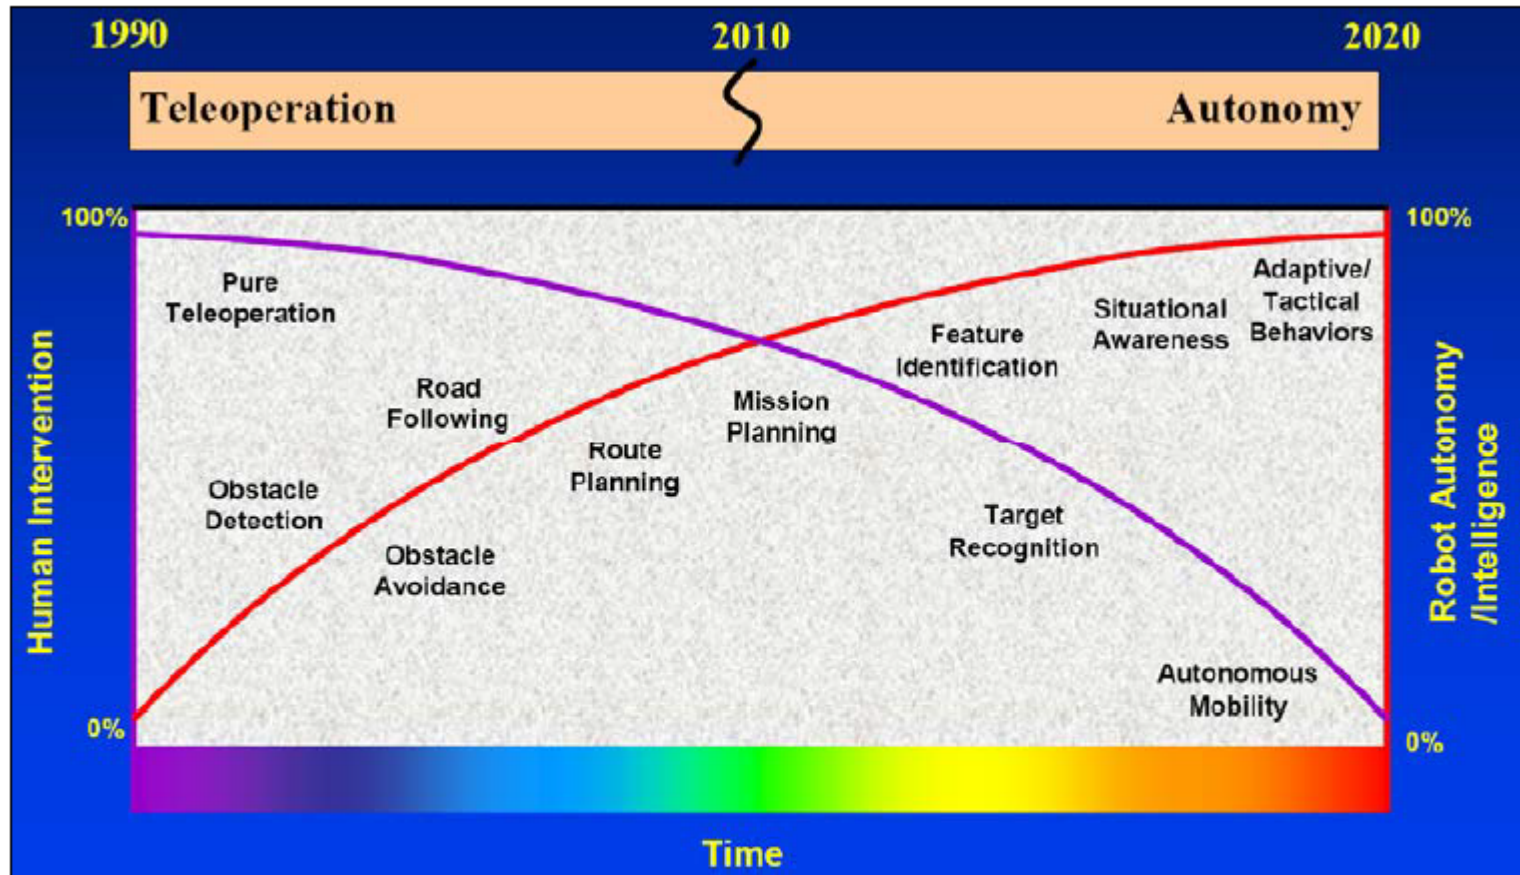 1990 2010 2020
Teleoperation Autonomy
100% 100%
Pure
Teleoperation
Adaptive/
Tactical
Behaviors
Situational
Awareness
Feature
Identification
Road
Following
Mission
Planning
Route
Planning
Obstacle
Detection
Obstacle
Avoidance
Target
Recognition
Autonomous
Mobility
Human Intervention
Robot Autonomy
/Intelligence
0% 0%
Time